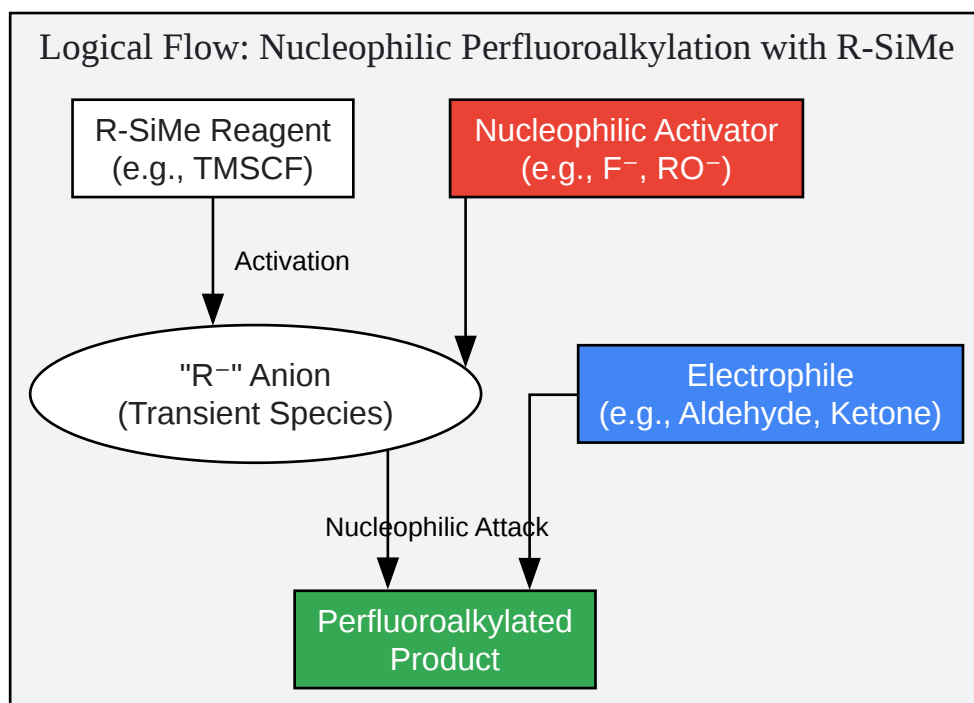 Logical Flow: Nucleophilic Perfluoroalkylation with R-SiMe
R-SiMe Reagent
(e.g., TMSCF)
Nucleophilic Activator
(e.g., F⁻, RO⁻)
Activation
"R⁻" Anion
(Transient Species)
Electrophile
(e.g., Aldehyde, Ketone)
Nucleophilic Attack
Perfluoroalkylated
Product